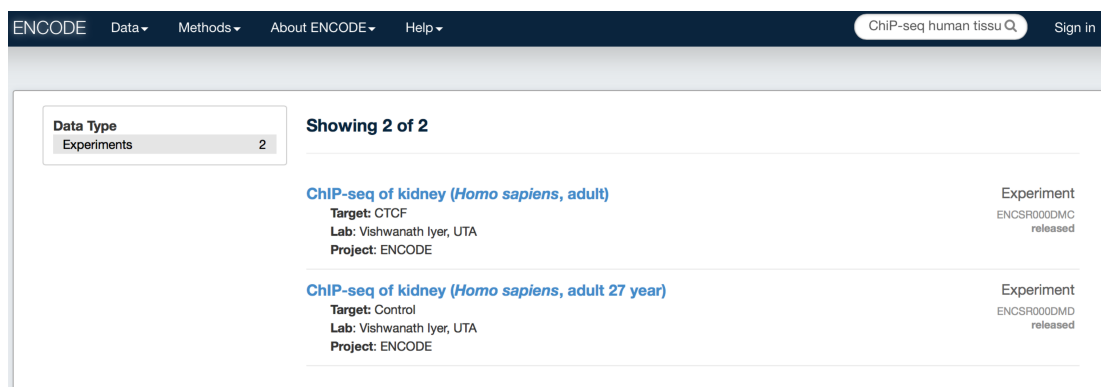 ENCODE Data Methods About ENCODE Help ChiP-seq human tissu Sign in
Data Type
Experiments 2
Showing 2 of 2
ChIP-seq of kidney (Homo sapiens, adult) Experiment
Target: CTCF ENCSR000DMC
Lab: Vishwanath Iyer, UTA released
Project: ENCODE
ChIP-seq of kidney (Homo sapiens, adult 27 year) Experiment
Target: Control ENCSR000DMD
Lab: Vishwanath Iyer, UTA released
Project: ENCODE